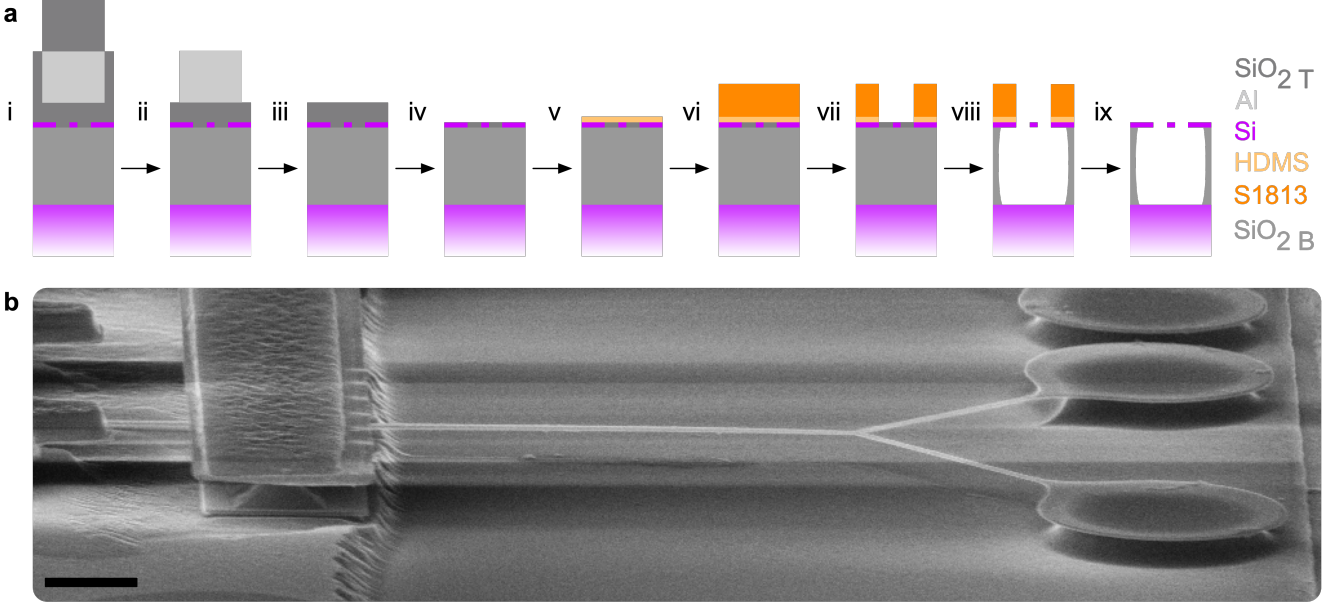 a
i ii iii iv v vi vii viii ix
SiO2 T
Al
Si
HDMS
S1813
SiO2 B
b